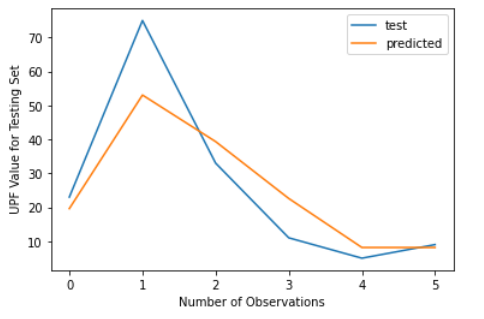 test
predicted
70
60
50
40
30
20
10
UPF Value for Testing Set
0 1 2 3 4 5
Number of Observations